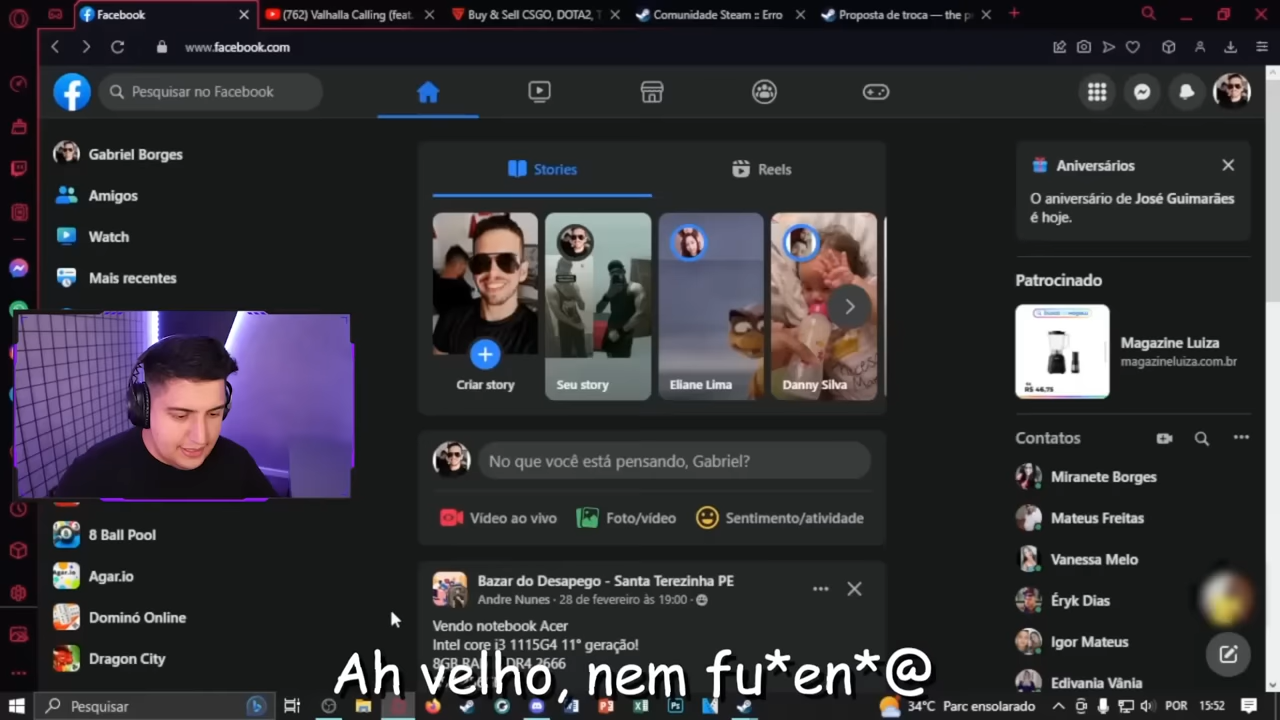 Facebook
(762) Valhalla Calling (feat.
Buy & Sell CSGO, DOTA2, T
Comunidade Steam :: Erro
Proposta de troca — the p
www.facebook.com
Pesquisar no Facebook
Gabriel Borges
Amigos
Watch
Mais recentes
8 Ball Pool
Agar.io
Dominó Online
Dragon City
Stories
Reels
Criar story
Seu story
Eliane Lima
Danny Silva
No que você está pensando, Gabriel?
Vídeo ao vivo
Foto/vídeo
Sentimento/atividade
Bazar do Desapego - Santa Terezinha PE
Andre Nunes · 28 de fevereiro às 19:00 ·
Vendo notebook Acer
Intel core i3 1115G4 11° geração!
8GB RAM DDR4 2666
Aniversários
O aniversário de José Guimarães
é hoje.
Patrocinado
Magazine Luiza
magazineluiza.com.br
Contatos
Miranete Borges
Mateus Freitas
Vanessa Melo
Éryk Dias
Igor Mateus
Edivania Vânia
Ah velho, nem fu*en*@
Pesquisar
34°C Parc ensolarado
POR
15:52